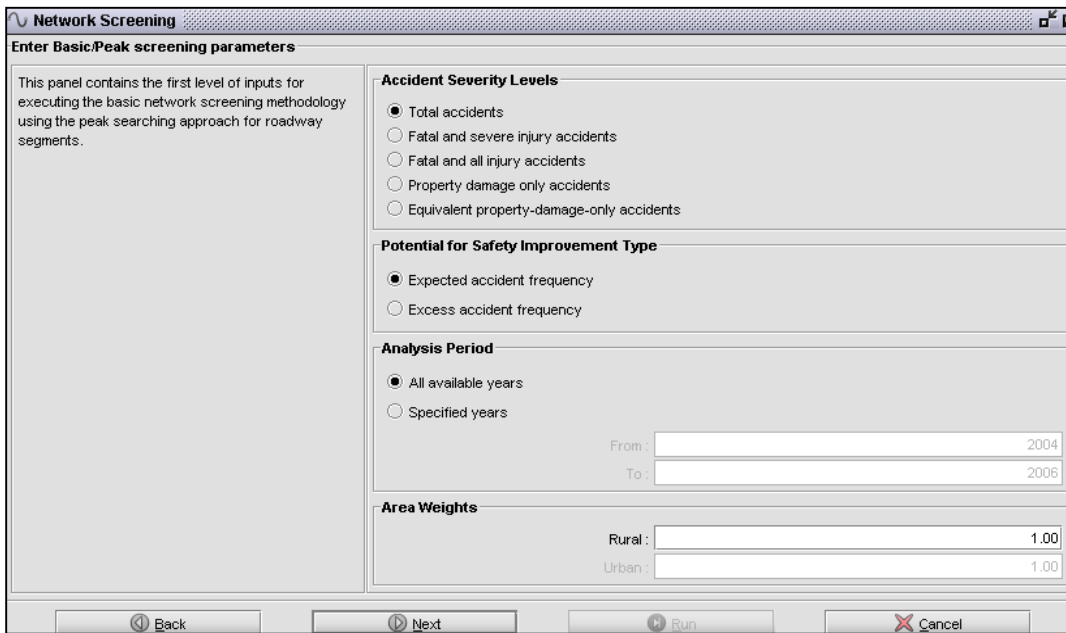 Network Screening
Enter Basic/Peak screening parameters
This panel contains the first level of inputs for
executing the basic network screening methodology
using the peak searching approach for roadway
segments.
Accident Severity Levels
Total accidents
Fatal and severe injury accidents
Fatal and all injury accidents
Property damage only accidents
Equivalent property-damage-only accidents
Potential for Safety Improvement Type
Expected accident frequency
Excess accident frequency
Analysis Period
All available years
Specified years
From : 2004
To : 2006
Area Weights
Rural : 1.00
Urban : 1.00
Back Next Run Cancel